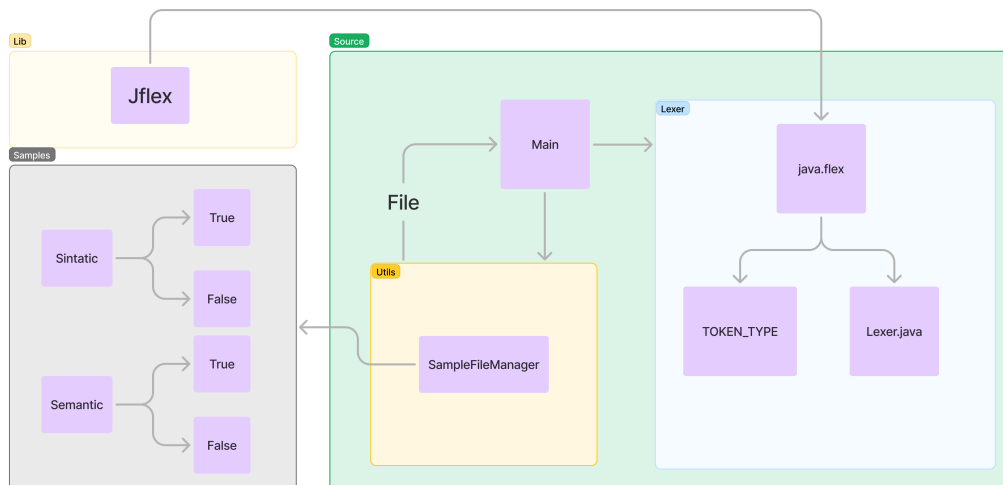 Lib
Jflex
Samples
Sintatic
True
False
Semantic
True
False
Source
Main
File
Utils
SampleFileManager
Lexer
java.flex
TOKEN_TYPE
Lexer.java